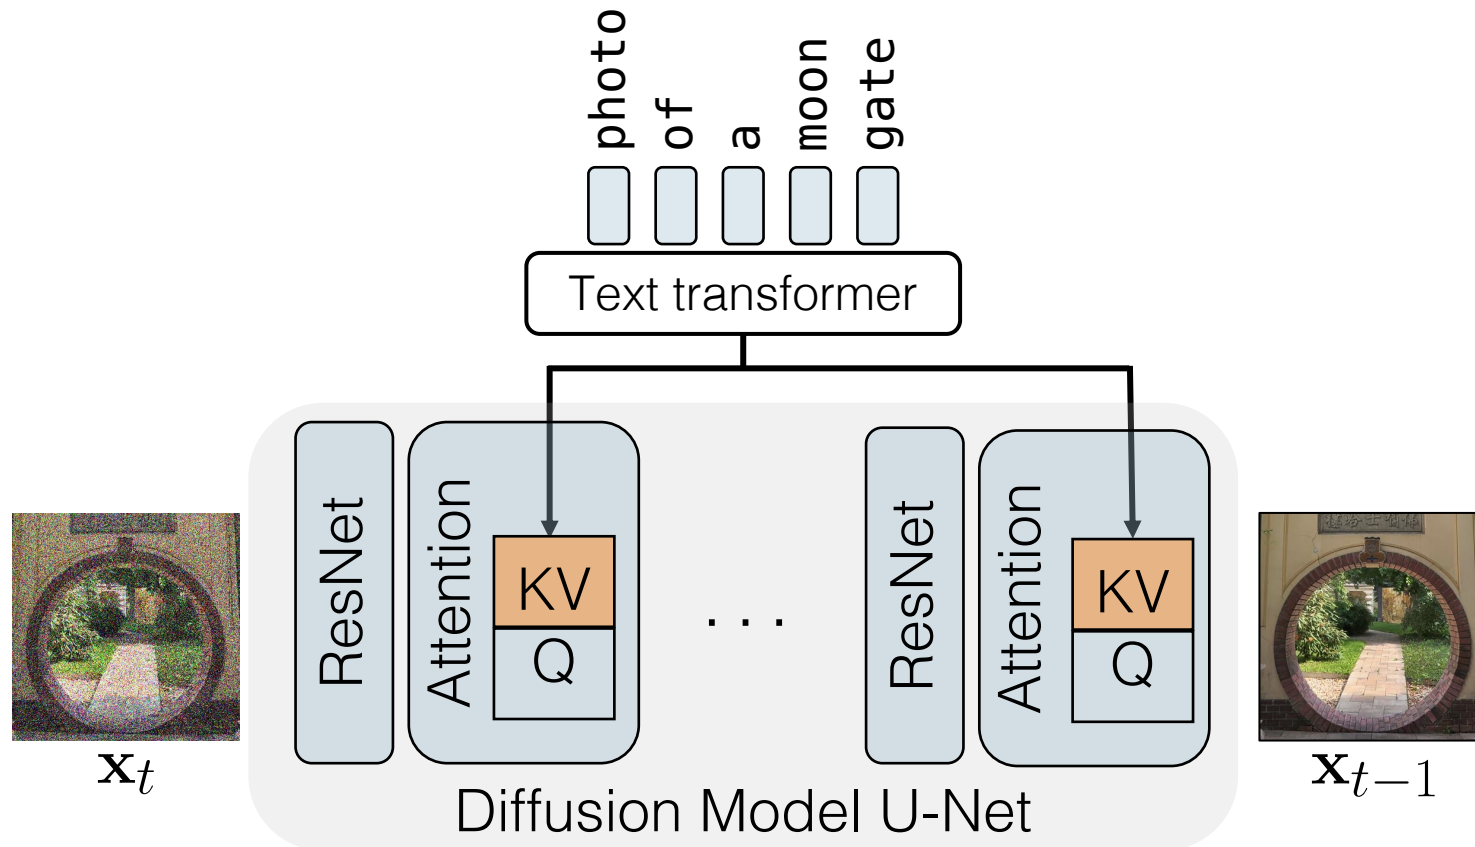 photo
of
a
moon
gate
Text transformer
ResNet
Attention
KV
Q
. . .
ResNet
Attention
KV
Q
x_t
x_{t-1}
Diffusion Model U-Net